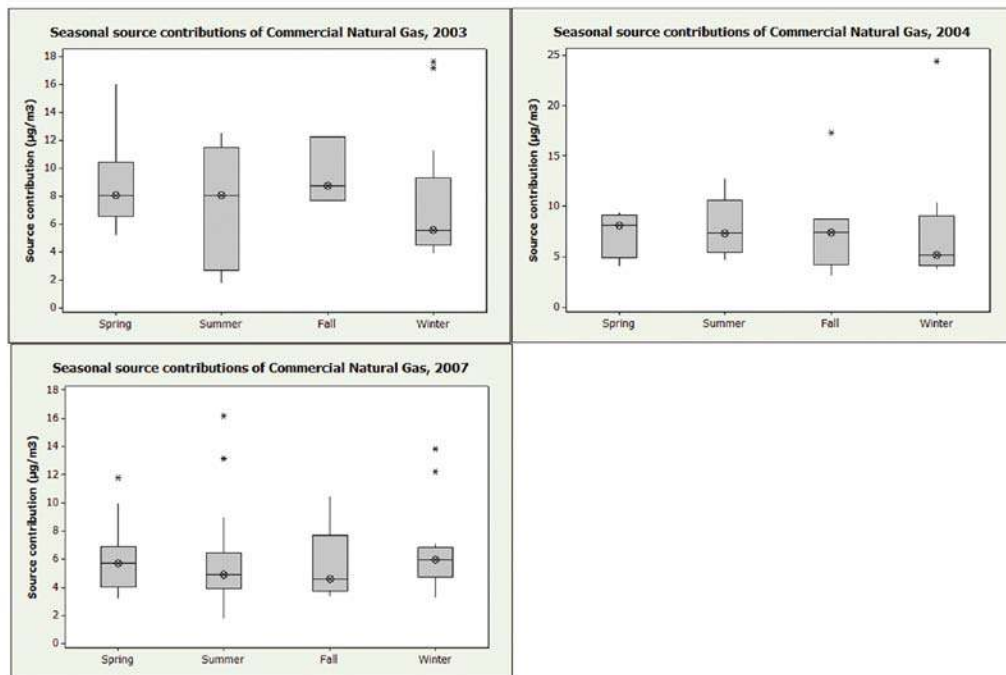 Seasonal source contributions of Commercial Natural Gas, 2003
Source contribution (µg/m3)
18
16
14
12
10
8
6
4
2
0
Spring Summer Fall Winter
Seasonal source contributions of Commercial Natural Gas, 2004
Source contribution (µg/m3)
25
20
15
10
5
0
Spring Summer Fall Winter
Seasonal source contributions of Commercial Natural Gas, 2007
Source contribution (µg/m3)
18
16
14
12
10
8
6
4
2
0
Spring Summer Fall Winter